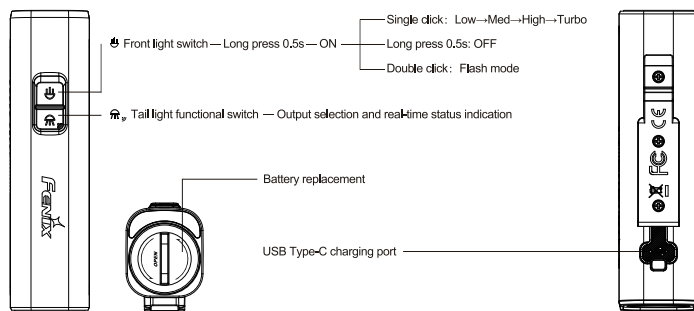 Single click: Low→Med→High→Turbo
Front light switch — Long press 0.5s — ON
Long press 0.5s: OFF
Double click: Flash mode
Tail light functional switch — Output selection and real-time status indication
FENIX
Battery replacement
OPEN
USB Type-C charging port
FC CE